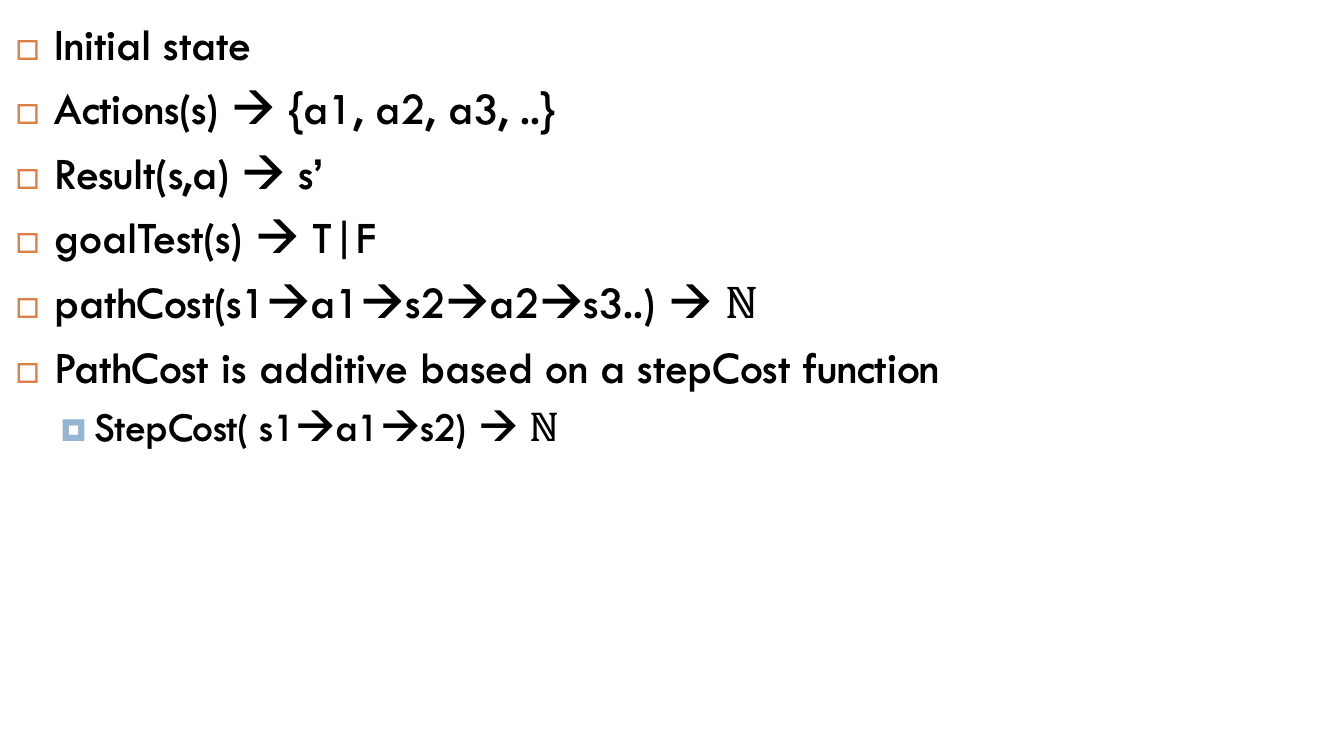 Initial state
Actions(s) → {a1, a2, a3, ..}
Result(s,a) → s’
goalTest(s) → T|F
pathCost(s1→a1→s2→a2→s3..) → ℕ
PathCost is additive based on a stepCost function
StepCost( s1→a1→s2) → ℕ